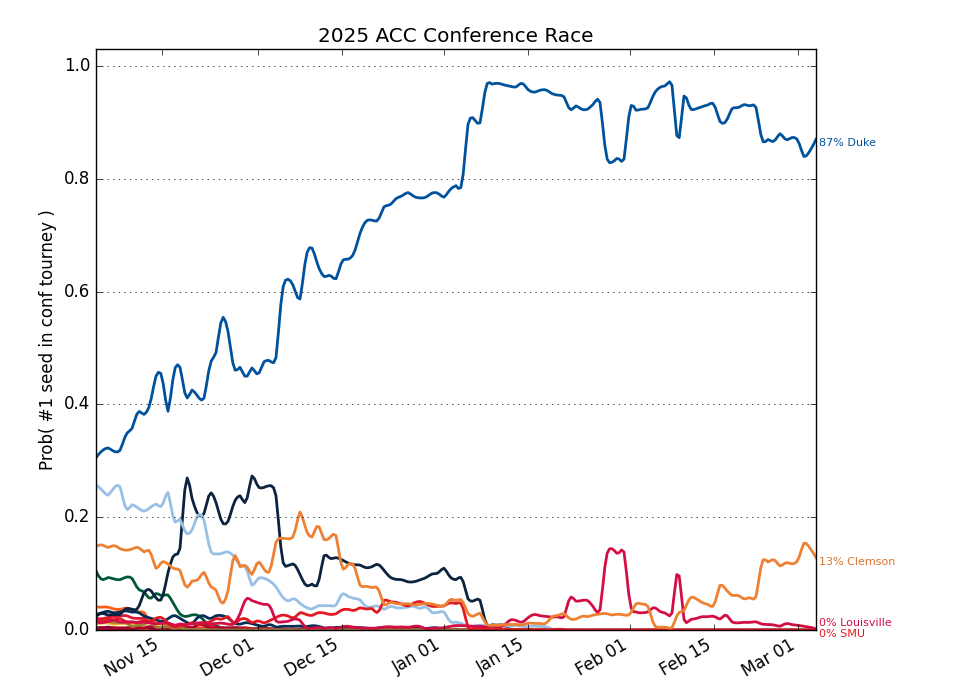 2025 ACC Conference Race
Prob( #1 seed in conf tourney )
1.0
0.8
0.6
0.4
0.2
0.0
87% Duke
13% Clemson
0% Louisville
0% SMU
Nov 15
Dec 01
Dec 15
Jan 01
Jan 15
Feb 01
Feb 15
Mar 01